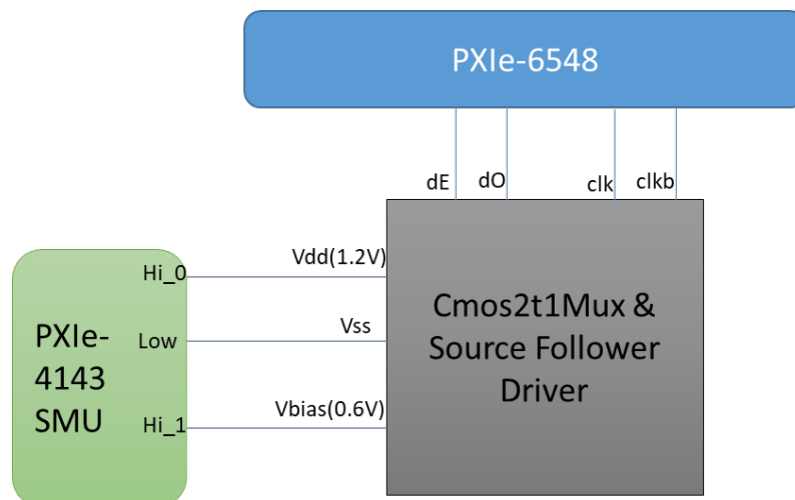 PXIe-6548
dE
dO
clk
clkb
Vdd(1.2V)
Hi_0
Cmos2t1Mux &
Source Follower
Driver
PXIe-
4143
SMU
Low
Vss
Vbias(0.6V)
Hi_1